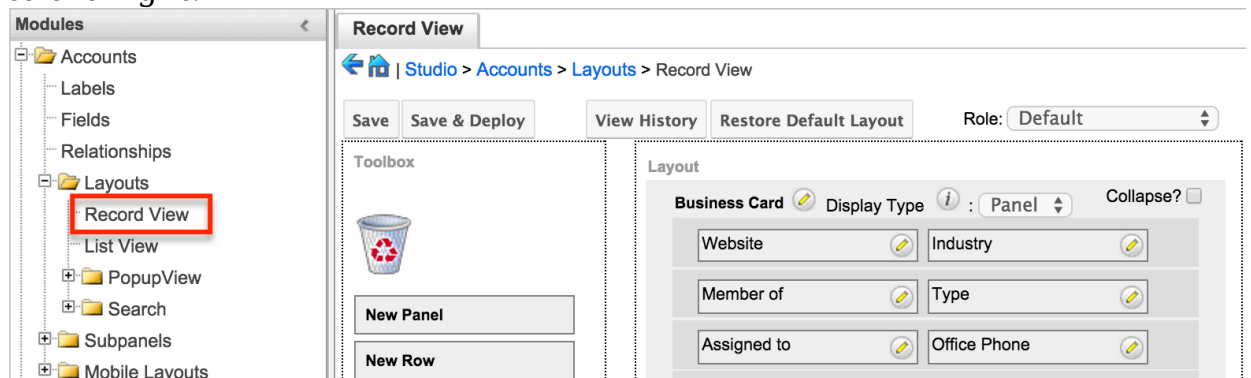 Modules
Accounts
Labels
Fields
Relationships
Layouts
Record View
List View
PopupView
Search
Subpanels
Mobile Layouts
Record View
| Studio > Accounts > Layouts > Record View
Save Save & Deploy View History Restore Default Layout Role: Default
Toolbox
New Panel
New Row
Layout
Business Card Display Type i : Panel Collapse?
Website Industry
Member of Type
Assigned to Office Phone